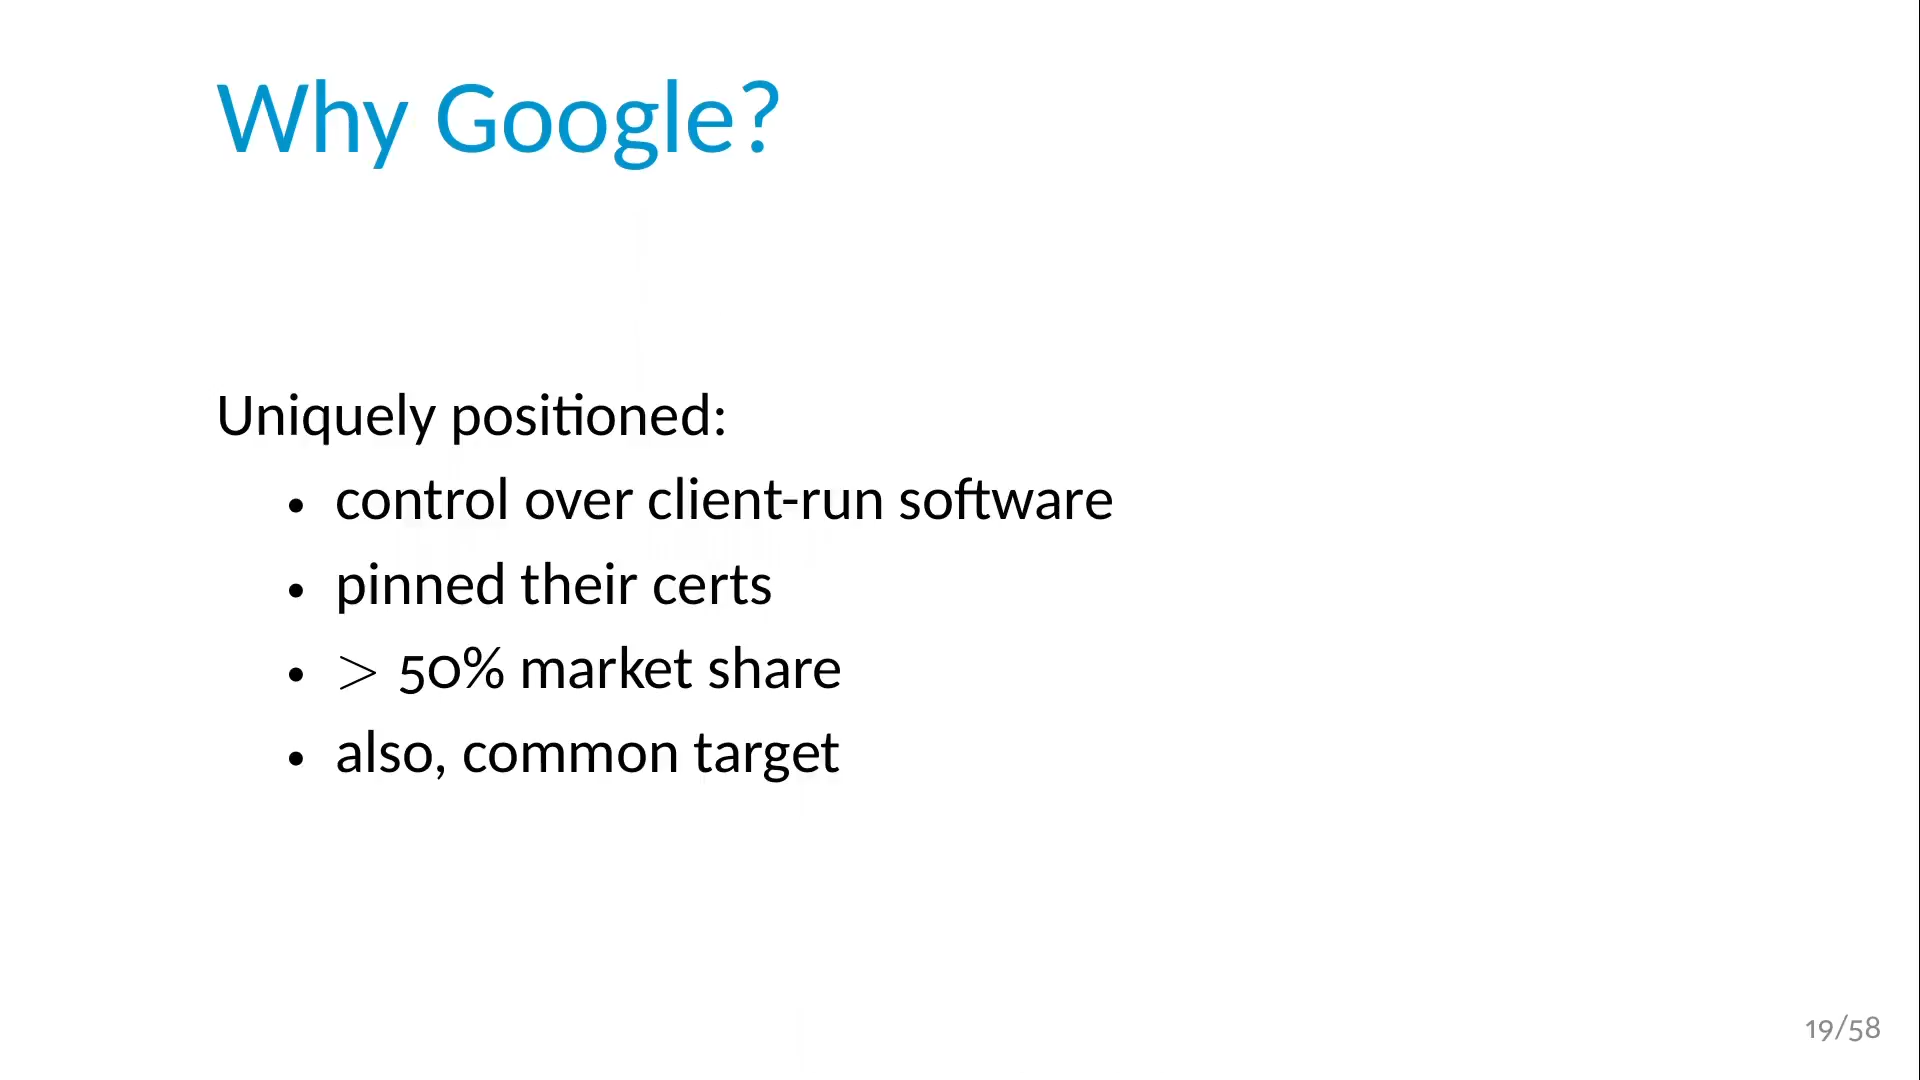 Why Google?
Uniquely positioned:
• control over client-run software
• pinned their certs
• > 50% market share
• also, common target
19/58